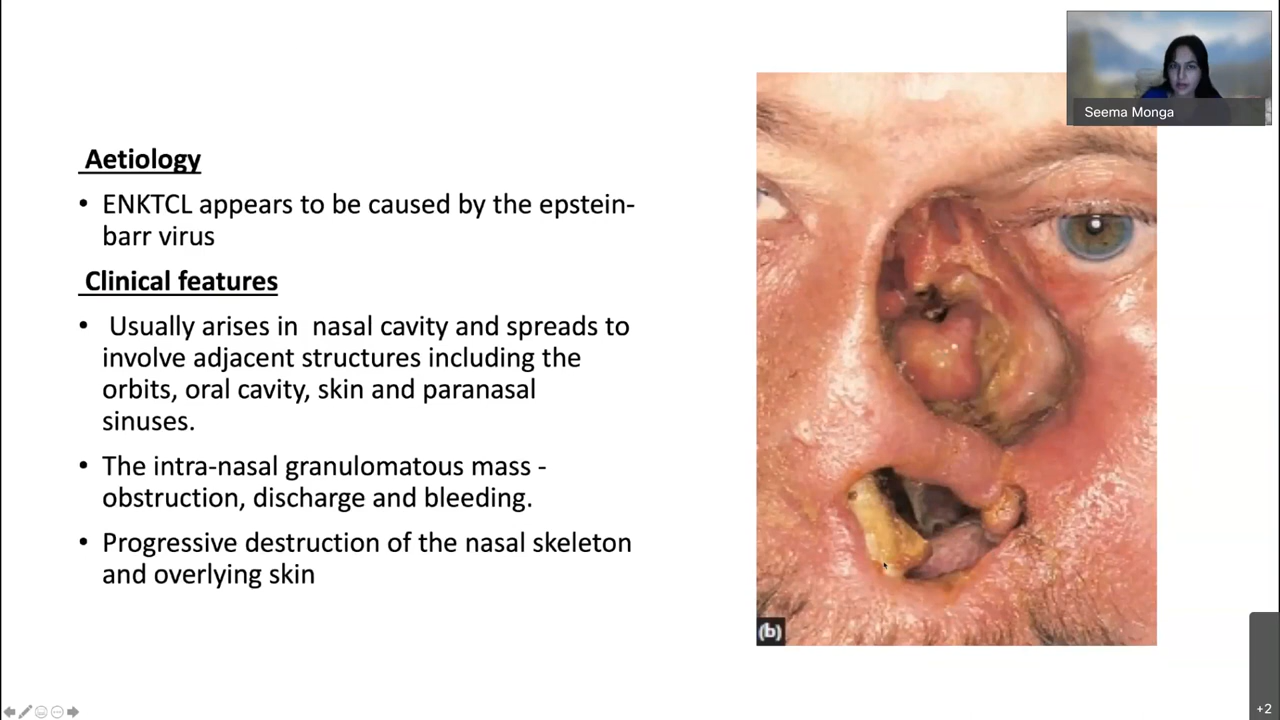 Seema Monga
Aetiology
• ENKTCL appears to be caused by the epstein-
barr virus
Clinical features
• Usually arises in nasal cavity and spreads to
involve adjacent structures including the
orbits, oral cavity, skin and paranasal
sinuses.
• The intra-nasal granulomatous mass -
obstruction, discharge and bleeding.
• Progressive destruction of the nasal skeleton
and overlying skin
(b)
+2